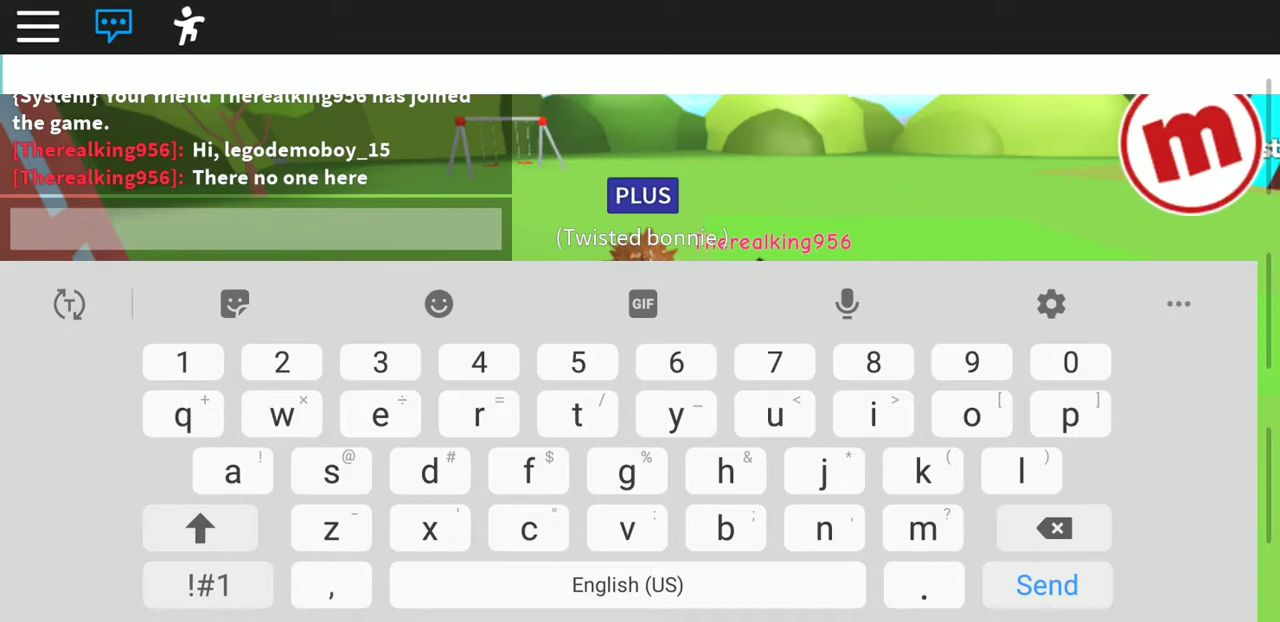 {System} Your friend Therealking956 has joined
the game.
[Therealking956]: Hi, legodemoboy_15
[Therealking956]: There no one here
m
st
PLUS
(Twisted bonnie )
Therealking956
T
GIF
1 2 3 4 5 6 7 8 9 0
q + w × e ÷ r = t / y _ u < i > o [ p ]
a ! s @ d # f $ g % h & j * k ( l )
z - x ' c " v : b ; n , m ?
!#1 , English (US) . Send